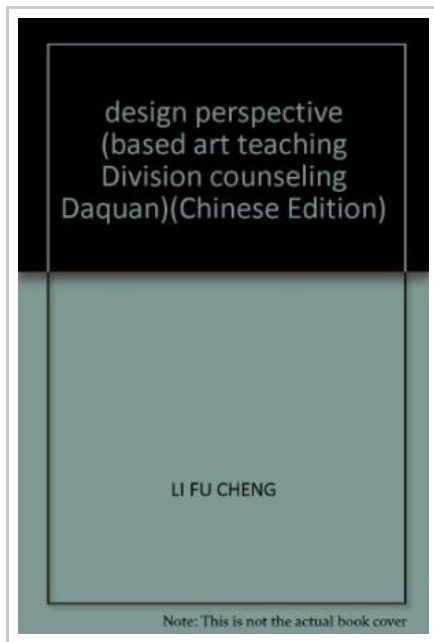 design perspective
(based art teaching
Division counseling
Daquan)(Chinese Edition)
LI FU CHENG
Note: This is not the actual book cover